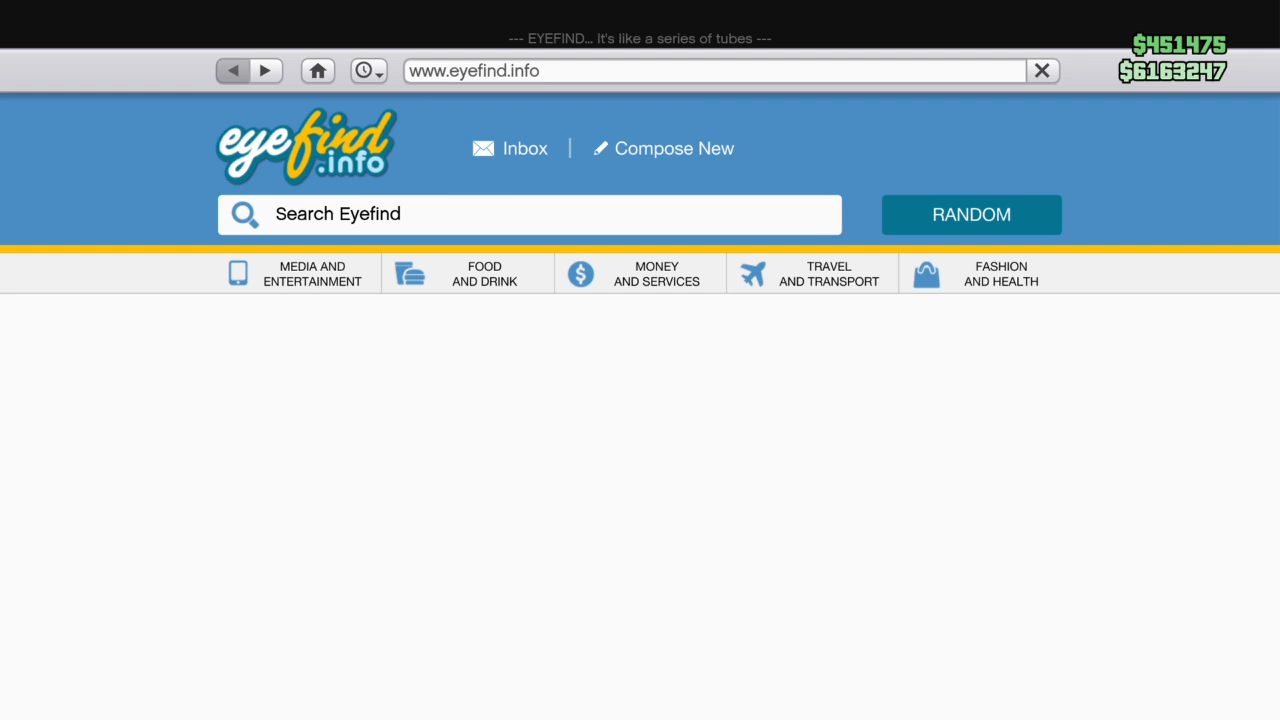 --- EYEFIND... It's like a series of tubes ---
$451475
www.eyefind.info
$6163247
eyefind
.info
Inbox
Compose New
Search Eyefind
RANDOM
MEDIA AND
ENTERTAINMENT
FOOD
AND DRINK
MONEY
AND SERVICES
TRAVEL
AND TRANSPORT
FASHION
AND HEALTH